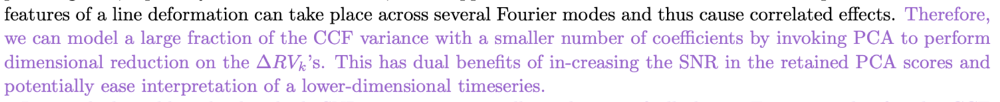 features of a line deformation can take place across several Fourier modes and thus cause correlated effects. Therefore,
we can model a large fraction of the CCF variance with a smaller number of coefficients by invoking PCA to perform
dimensional reduction on the ΔRVₖ's. This has dual benefits of in-creasing the SNR in the retained PCA scores and
potentially ease interpretation of a lower-dimensional timeseries.